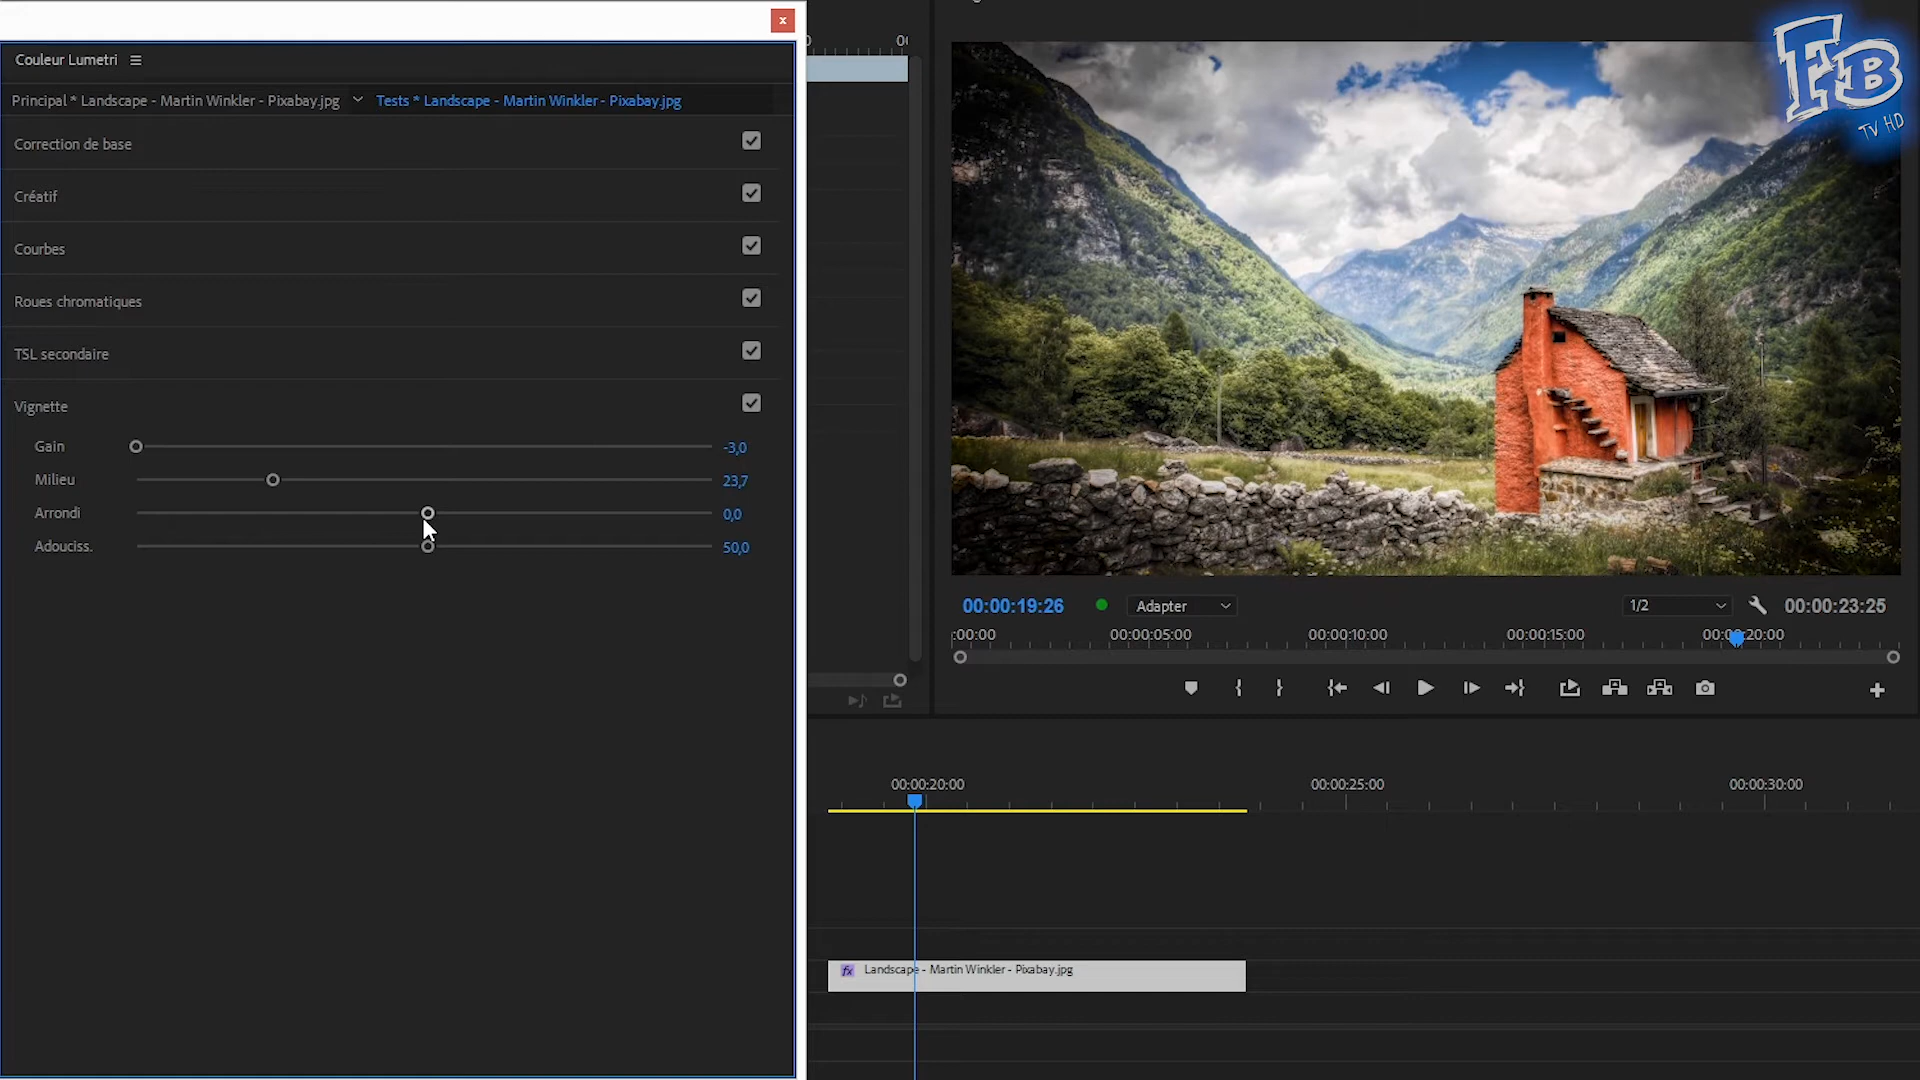 x
Couleur Lumetri
Principal * Landscape - Martin Winkler - Pixabay.jpg
Tests * Landscape - Martin Winkler - Pixabay.jpg
Correction de base
Créatif
Courbes
Roues chromatiques
TSL secondaire
Vignette
Gain
-3,0
Milieu
23,7
Arrondi
0,0
Adouciss.
50,0
FB
TV HD
00:00:19:26
Adapter
1/2
00:00:23:25
:00:00
00:00:05:00
00:00:10:00
00:00:15:00
00:00:20:00
00:00:20:00
00:00:25:00
00:00:30:00
fx
Landscape - Martin Winkler - Pixabay.jpg